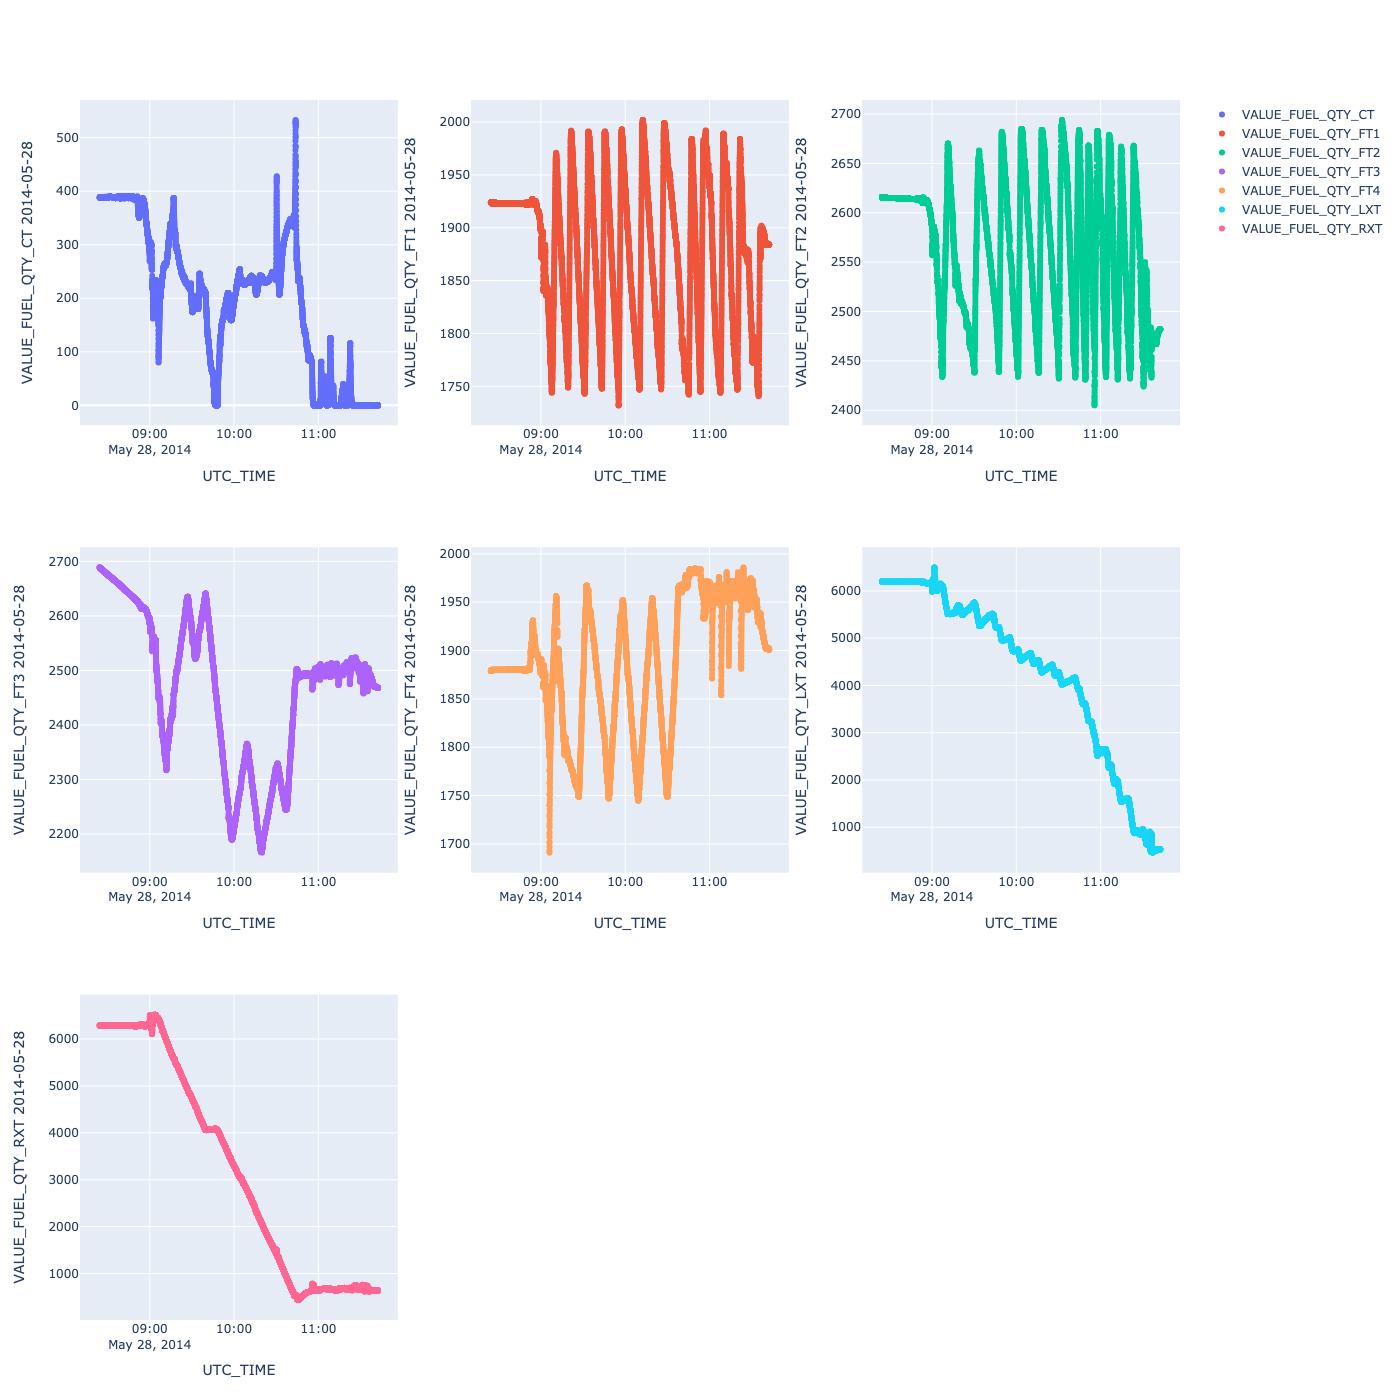 VALUE_FUEL_QTY_CT 2014-05-28
500
400
300
200
100
0
09:00
10:00
11:00
May 28, 2014
UTC_TIME
VALUE_FUEL_QTY_FT1 2014-05-28
2000
1950
1900
1850
1800
1750
09:00
10:00
11:00
May 28, 2014
UTC_TIME
VALUE_FUEL_QTY_FT2 2014-05-28
2700
2650
2600
2550
2500
2450
2400
09:00
10:00
11:00
May 28, 2014
UTC_TIME
VALUE_FUEL_QTY_CT
VALUE_FUEL_QTY_FT1
VALUE_FUEL_QTY_FT2
VALUE_FUEL_QTY_FT3
VALUE_FUEL_QTY_FT4
VALUE_FUEL_QTY_LXT
VALUE_FUEL_QTY_RXT
VALUE_FUEL_QTY_FT3 2014-05-28
2700
2600
2500
2400
2300
2200
09:00
10:00
11:00
May 28, 2014
UTC_TIME
VALUE_FUEL_QTY_FT4 2014-05-28
2000
1950
1900
1850
1800
1750
1700
09:00
10:00
11:00
May 28, 2014
UTC_TIME
VALUE_FUEL_QTY_LXT 2014-05-28
6000
5000
4000
3000
2000
1000
09:00
10:00
11:00
May 28, 2014
UTC_TIME
VALUE_FUEL_QTY_RXT 2014-05-28
6000
5000
4000
3000
2000
1000
09:00
10:00
11:00
May 28, 2014
UTC_TIME